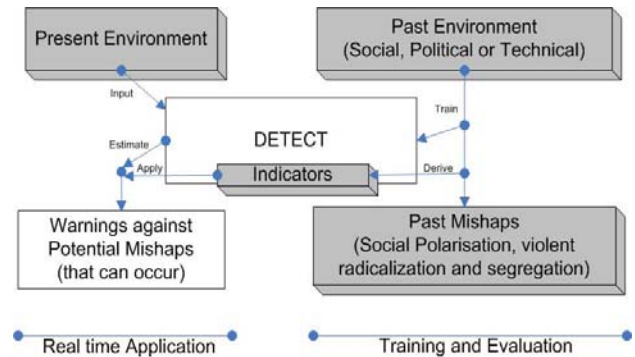 Present Environment
Past Environment
(Social, Political or Technical)
Input
Train
DETECT
Estimate
Apply
Indicators
Derive
Warnings against
Potential Mishaps
(that can occur)
Past Mishaps
(Social Polarisation, violent
radicalization and segregation)
Real time Application
Training and Evaluation